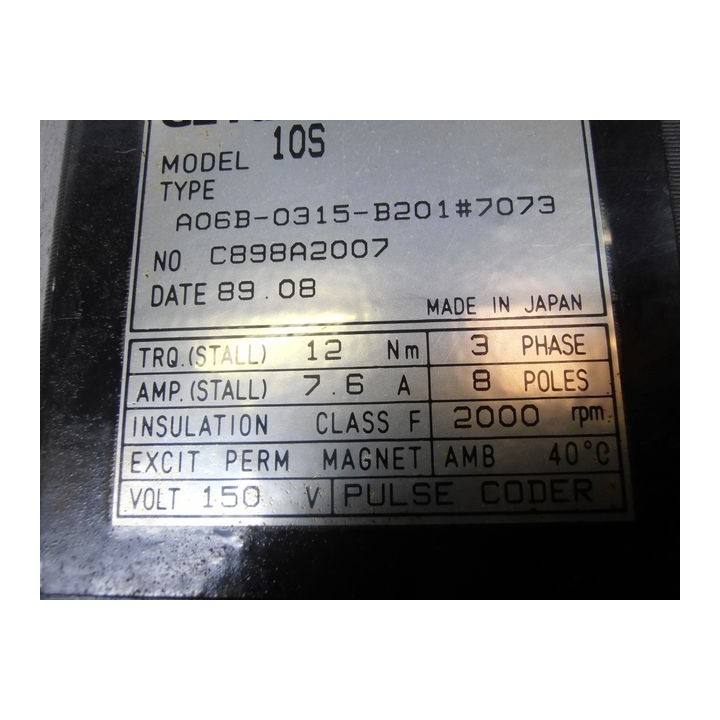 MODEL 10S
TYPE
A06B-0315-B201#7073
NO C898A2007
DATE 89.08
MADE IN JAPAN
TRQ.(STALL) 12 Nm 3 PHASE
AMP.(STALL) 7.6 A 8 POLES
INSULATION CLASS F 2000 rpm
EXCIT PERM MAGNET AMB 40°C
VOLT 150 V PULSE CODER